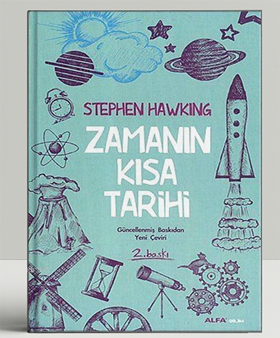 STEPHEN HAWKING
ZAMANIN
KISA
TARİHİ
Güncellenmiş Baskıdan
Yeni Çeviri
2. baskı
ALFA